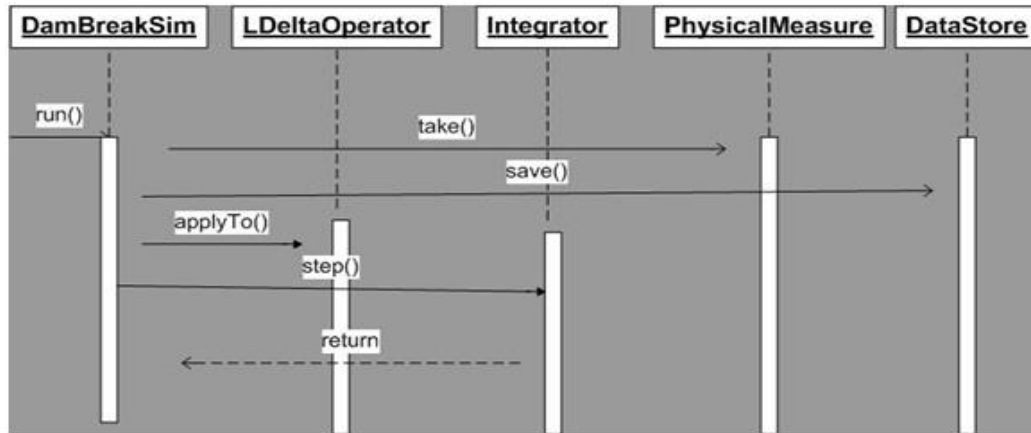 DamBreakSim
LDeltaOperator
Integrator
PhysicalMeasure
DataStore
run()
take()
save()
applyTo()
step()
return